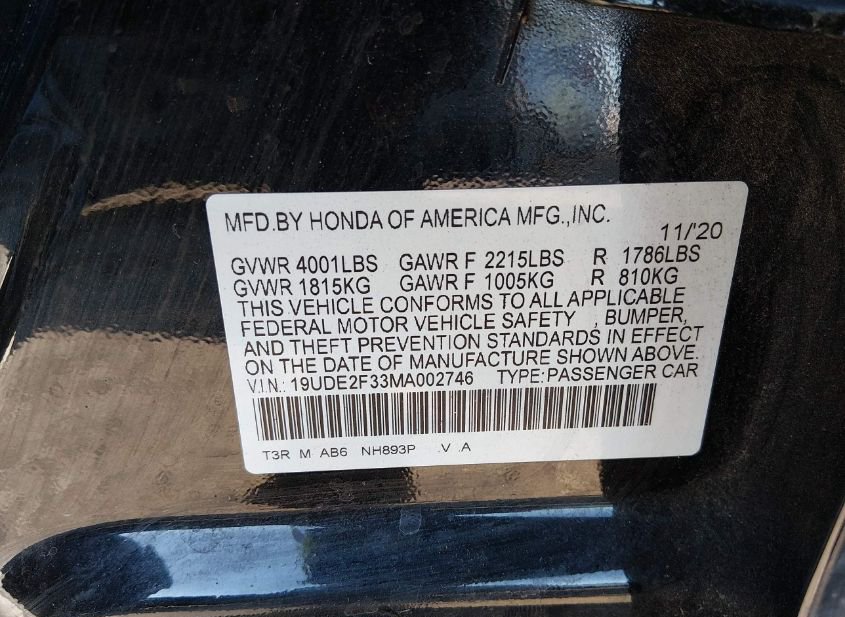 MFD.BY HONDA OF AMERICA MFG.,INC. 11/'20
GVWR 4001LBS GAWR F 2215LBS R 1786LBS
GVWR 1815KG GAWR F 1005KG R 810KG
THIS VEHICLE CONFORMS TO ALL APPLICABLE
FEDERAL MOTOR VEHICLE SAFETY , BUMPER,
AND THEFT PREVENTION STANDARDS IN EFFECT
ON THE DATE OF MANUFACTURE SHOWN ABOVE.
V.I.N.: 19UDE2F33MA002746 TYPE:PASSENGER CAR
T3R M AB6 NH893P .V .A